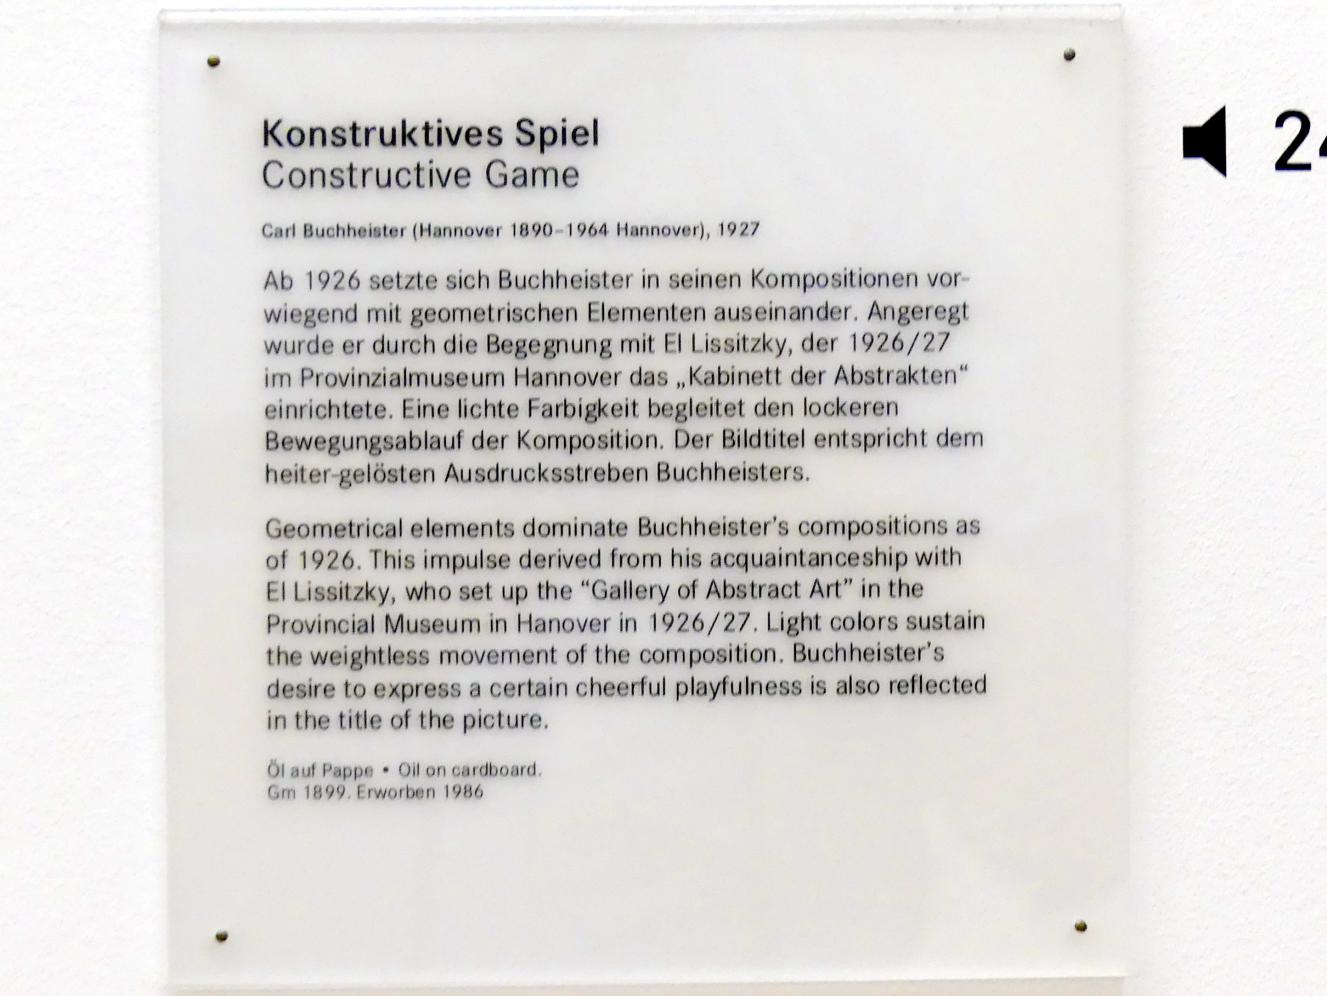 Konstruktives Spiel
Constructive Game
Carl Buchheister (Hannover 1890–1964 Hannover), 1927
Ab 1926 setzte sich Buchheister in seinen Kompositionen vor-
wiegend mit geometrischen Elementen auseinander. Angeregt
wurde er durch die Begegnung mit El Lissitzky, der 1926/27
im Provinzialmuseum Hannover das „Kabinett der Abstrakten“
einrichtete. Eine lichte Farbigkeit begleitet den lockeren
Bewegungsablauf der Komposition. Der Bildtitel entspricht dem
heiter-gelösten Ausdrucksstreben Buchheisters.
Geometrical elements dominate Buchheister’s compositions as
of 1926. This impulse derived from his acquaintanceship with
El Lissitzky, who set up the “Gallery of Abstract Art” in the
Provincial Museum in Hanover in 1926/27. Light colors sustain
the weightless movement of the composition. Buchheister’s
desire to express a certain cheerful playfulness is also reflected
in the title of the picture.
Öl auf Pappe • Oil on cardboard.
Gm 1899. Erworben 1986